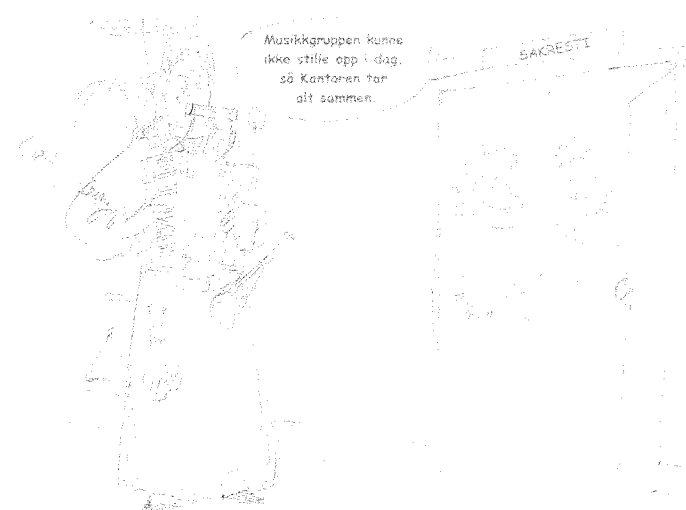 Musikkgruppen kunne
ikke stille opp i dag,
så Kantoren tar
alt sammen.
SAKRESTI